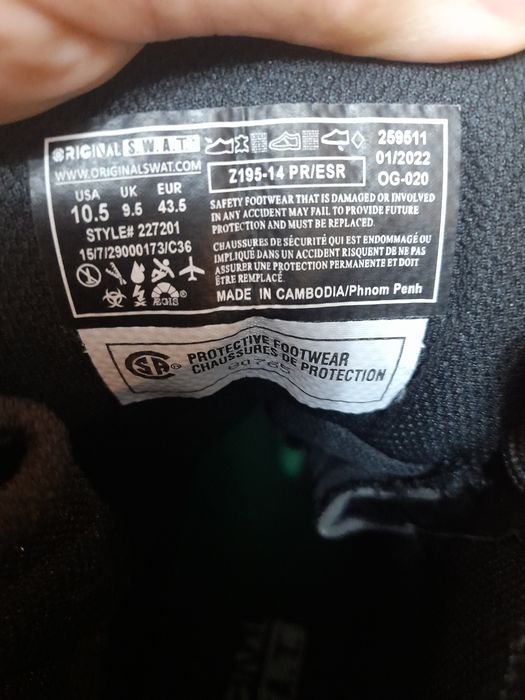 ORIGINAL S.W.A.T.®
WWW.ORIGINALSWAT.COM
USA UK EUR
10.5 9.5 43.5
STYLE# 227201
15/7/29000173/C36
ÆGIS
Z195-14 PR/ESR
259511
01/2022
OG-020
SAFETY FOOTWEAR THAT IS DAMAGED OR INVOLVED
IN ANY ACCIDENT MAY FAIL TO PROVIDE FUTURE
PROTECTION AND MUST BE REPLACED.
CHAUSSURES DE SÉCURITÉ QUI EST ENDOMMAGÉ OU
IMPLIQUÉ DANS UN ACCIDENT RISQUENT DE NE PAS
ASSURER UNE PROTECTION PERMANENTE ET DOIT
ÊTRE REMPLACÉ.
MADE IN CAMBODIA/Phnom Penh
CSA®
PROTECTIVE FOOTWEAR
CHAUSSURES DE PROTECTION